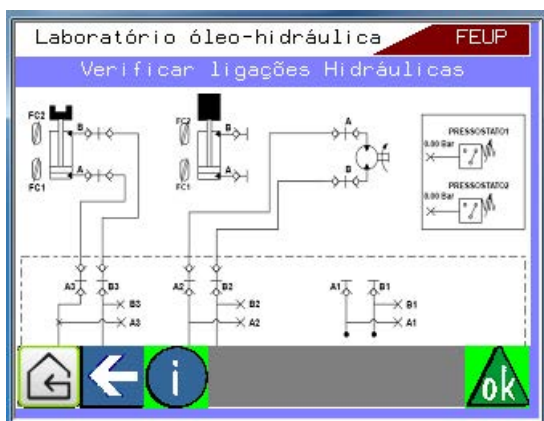 Laboratório óleo-hidráulica FEUP
Verificar ligações Hidráulicas
FC2 B FC2 B A PRESSOSTATO1
0.00 Bar
A A B PRESSOSTATO2
FC1 FC1 0.00 Bar
A3 B3 A2 B2 A1 B1
B3 B2 B1
A3 A2 A1
i ok